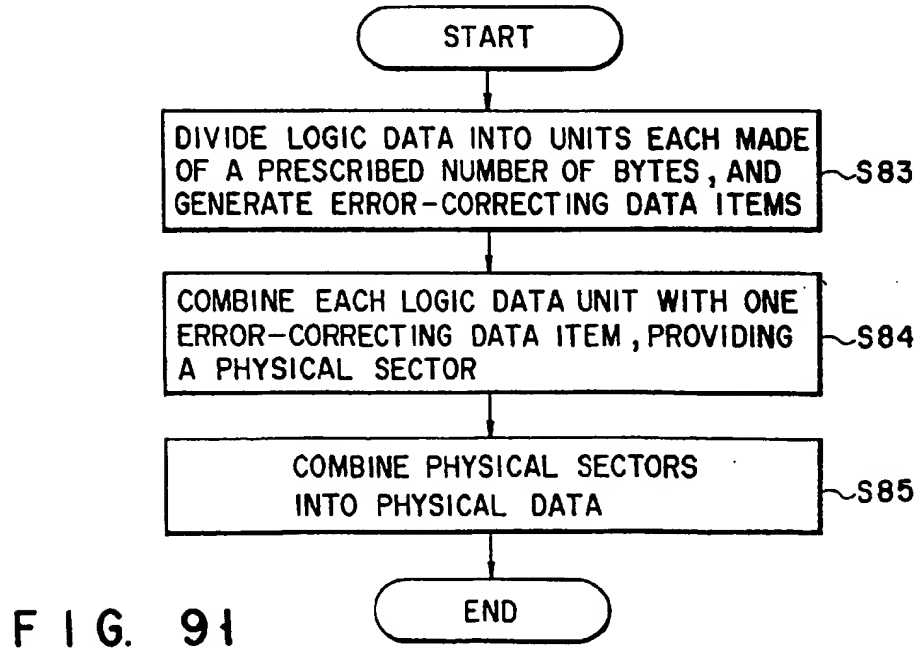 START
DIVIDE LOGIC DATA INTO UNITS EACH MADE
OF A PRESCRIBED NUMBER OF BYTES, AND
GENERATE ERROR-CORRECTING DATA ITEMS
S83
COMBINE EACH LOGIC DATA UNIT WITH ONE
ERROR-CORRECTING DATA ITEM, PROVIDING
A PHYSICAL SECTOR
S84
COMBINE PHYSICAL SECTORS
INTO PHYSICAL DATA
S85
END
FIG. 91